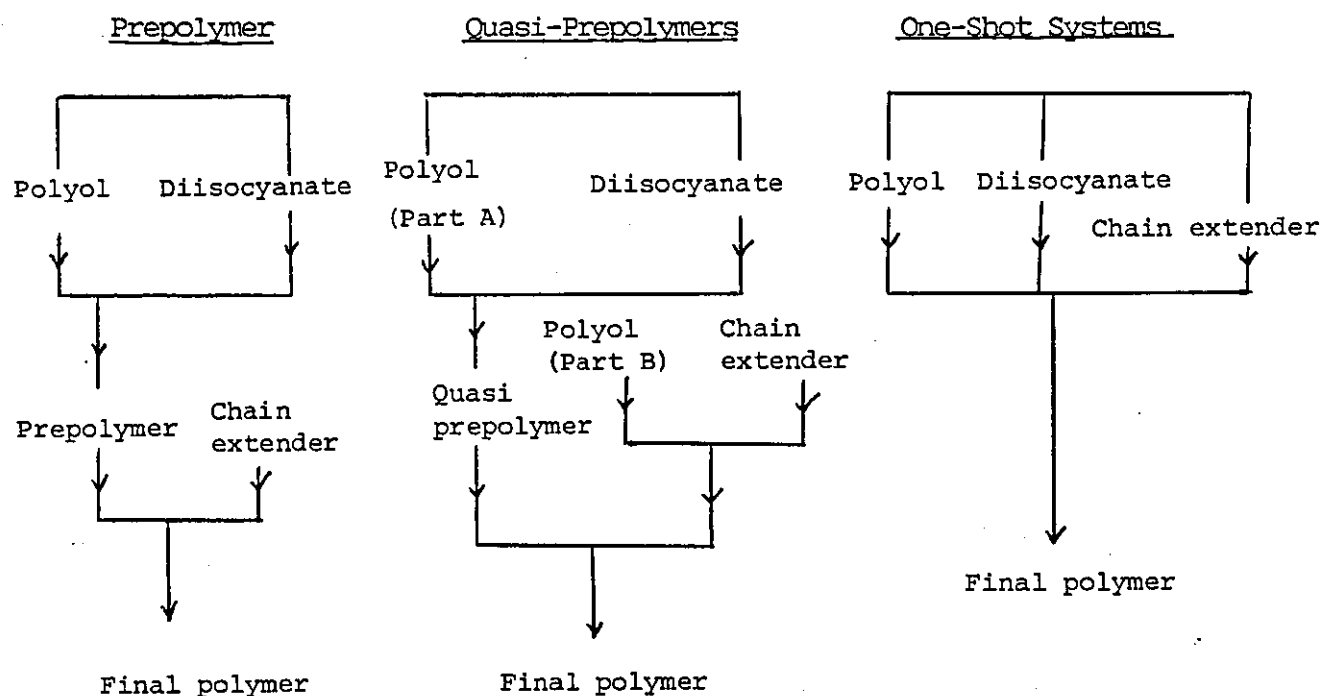 Prepolymer
Polyol Diisocyanate
Prepolymer
Chain
extender
Final polymer
Quasi-Prepolymers
Polyol
(Part A)
Diisocyanate
Polyol
(Part B)
Chain
extender
Quasi
prepolymer
Final polymer
One-Shot Systems
Polyol Diisocyanate
Chain extender
Final polymer